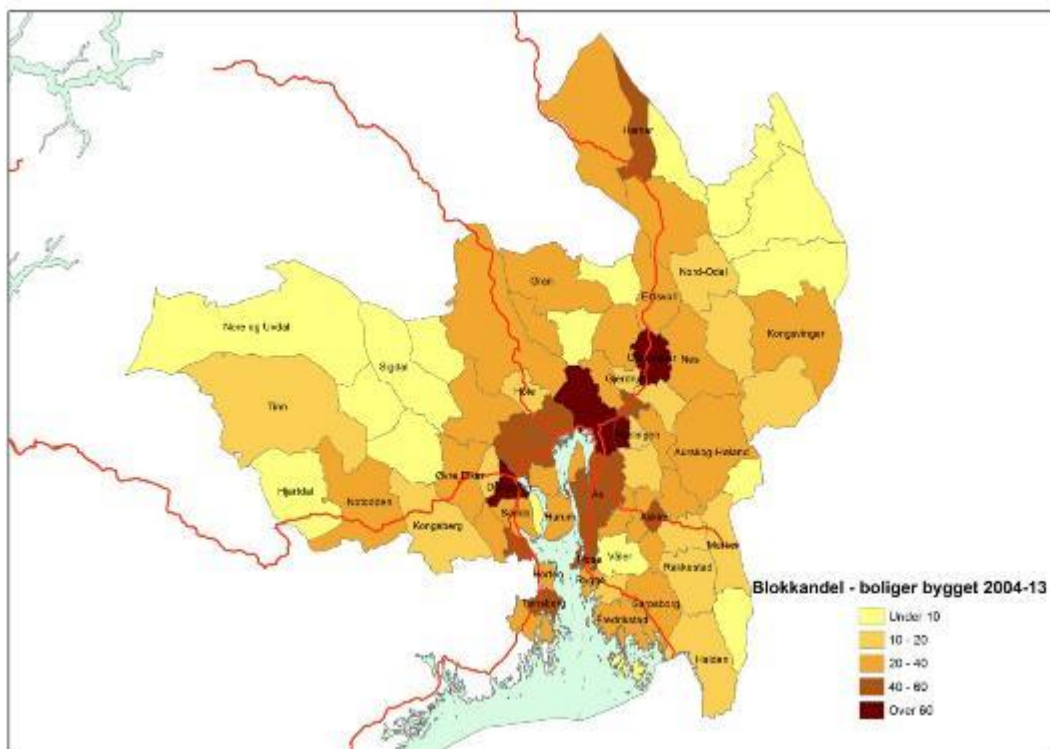 Hamar
Nord-Odal
Gran
Eidsvoll
Nore og Uvdal
Kongsvinger
Nes
Sigdal
Gjerdrum
Hole
Tinn
Aurskog-Høland
Øvre Eiker
Hjartdal
Notodden
Ås
Hurum
Kongsberg
Marker
Våler
Rakkestad
Moss
Rygge
Horten
Blokkandel - boliger bygget 2004-13
Tønsberg
Sarpsborg
Fredrikstad
Under 10
10 - 20
20 - 40
Halden
40 - 60
Over 60